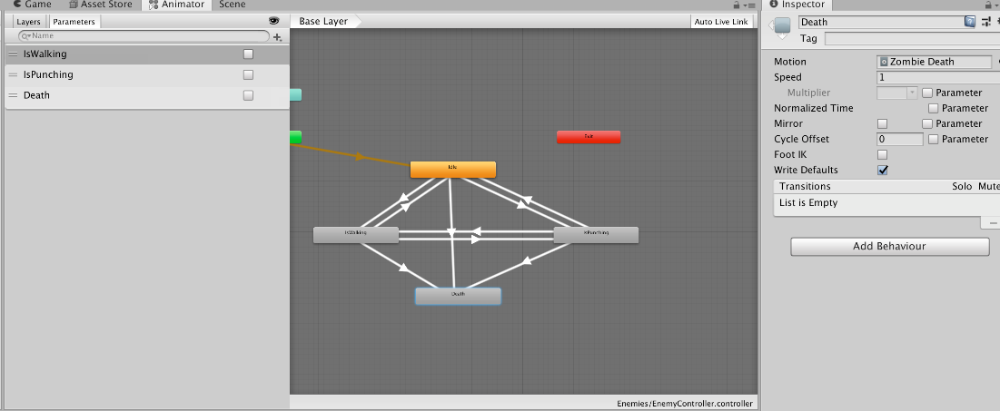 Game Asset Store Animator Scene
Layers Parameters
Name
IsWalking
IsPunching
Death
Base Layer
Auto Live Link
Exit
Idle
IsWalking
IsPunching
Death
Enemies/EnemyController.controller
Inspector
Death
Tag
Motion Zombie Death
Speed 1
Multiplier Parameter
Normalized Time Parameter
Mirror Parameter
Cycle Offset 0 Parameter
Foot IK
Write Defaults
Transitions Solo Mute
List is Empty
Add Behaviour